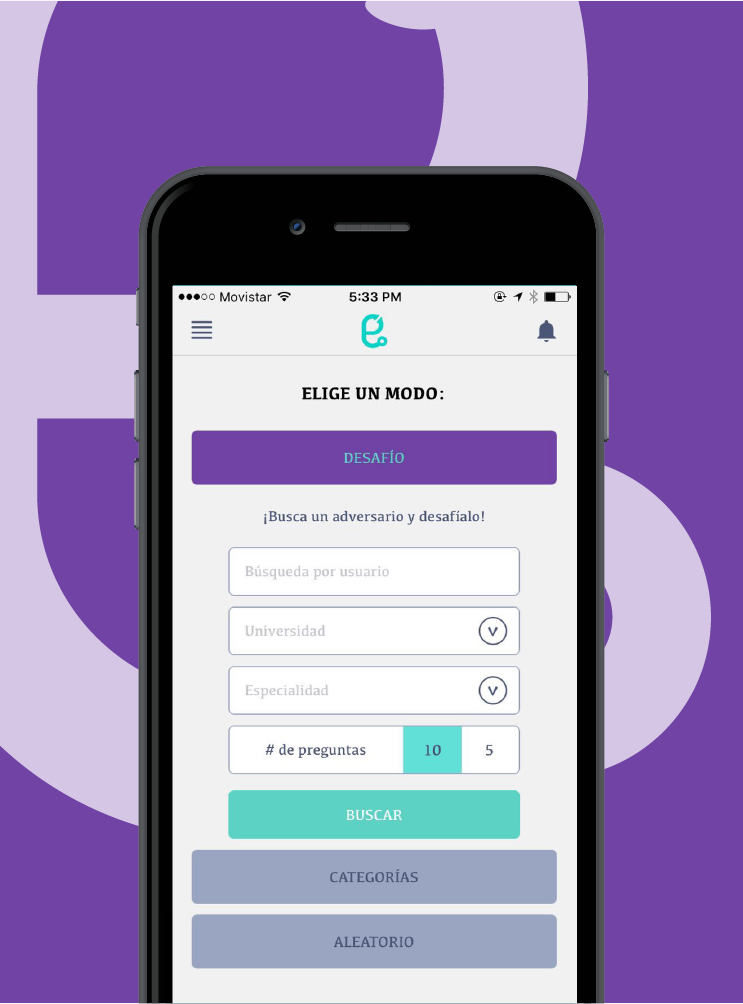 Movistar 5:33 PM
e
ELIGE UN MODO:
DESAFÍO
¡Busca un adversario y desafíalo!
Búsqueda por usuario
Universidad
Especialidad
# de preguntas 10 5
BUSCAR
CATEGORÍAS
ALEATORIO